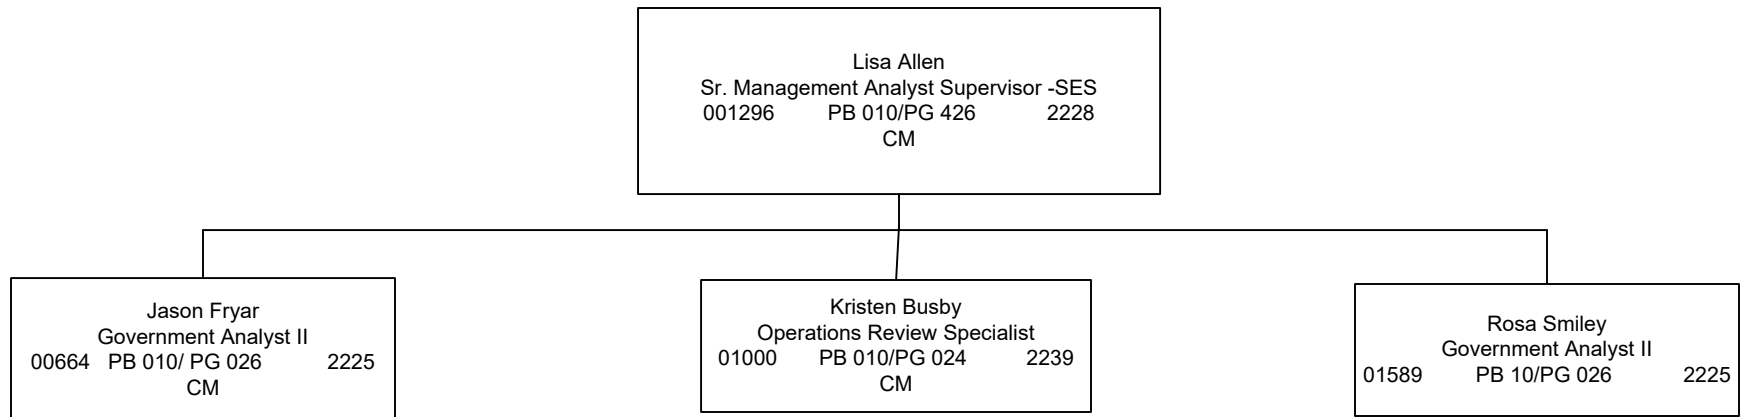 Lisa Allen
Sr. Management Analyst Supervisor -SES
001296 PB 010/PG 426 2228
CM
Jason Fryar
Government Analyst II
00664 PB 010/ PG 026 2225
CM
Kristen Busby
Operations Review Specialist
01000 PB 010/PG 024 2239
CM
Rosa Smiley
Government Analyst II
01589 PB 10/PG 026 2225